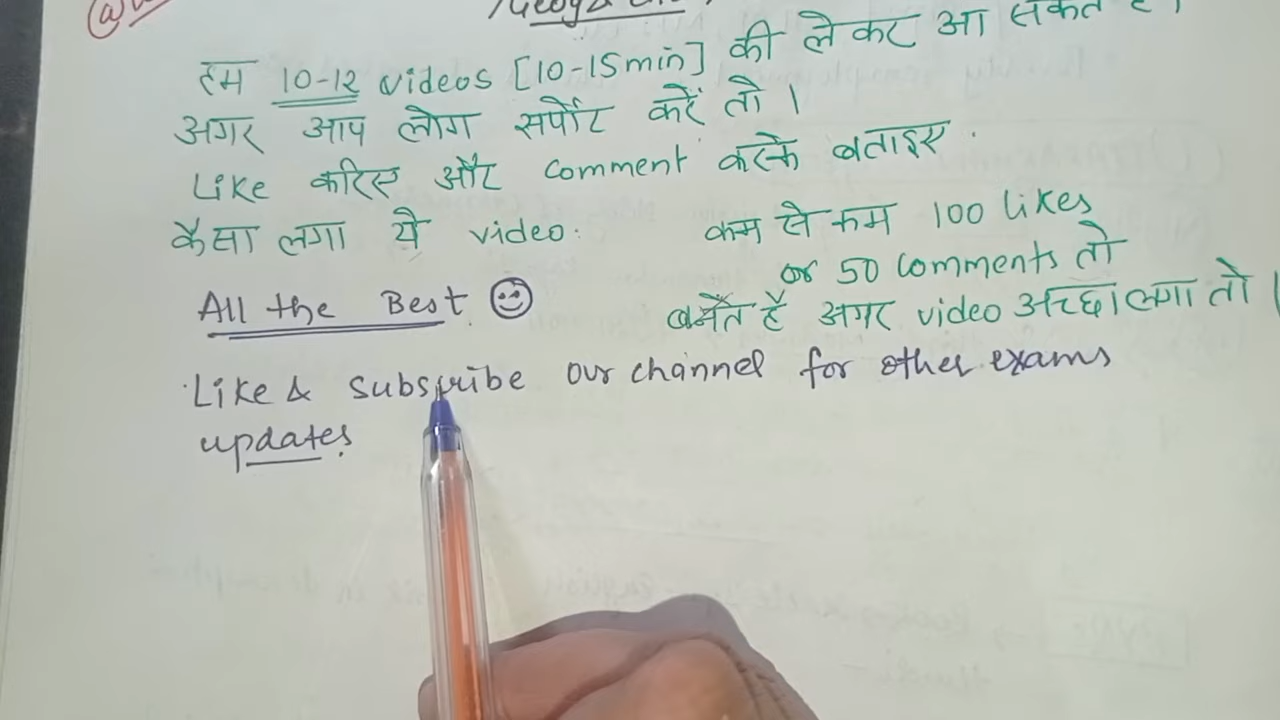 हम 10-12 videos [10-15min] की लेकर आ सकते है।
अगर आप लोग सर्पोट करें तो।
Like करिए और comment करके बताइए.
कैसा लगा ये video.
कम से कम 100 likes
or 50 comments तो
बनते है अगर video अच्छा लगा तो।
All the Best.
Like & subscribe our channel for other exams
updates.